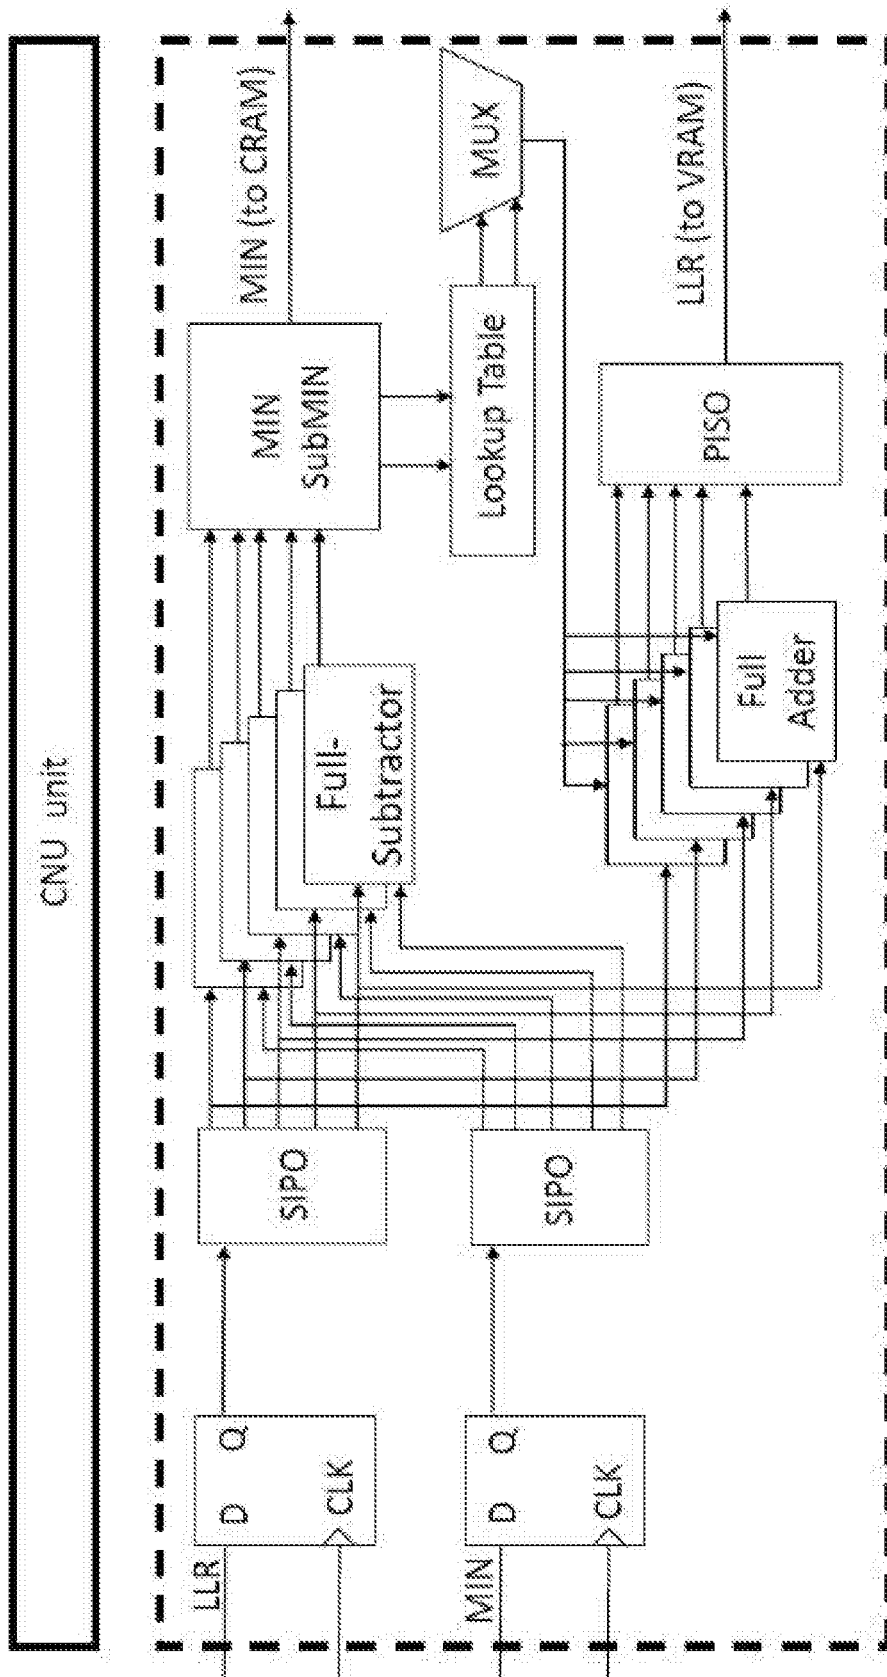 CNU unit
LLR
D Q
CLK
MIN
D Q
CLK
SIPO
SIPO
Full-
Subtractor
MIN
SubMIN
MIN (to CRAM)
Lookup Table
MUX
Full
Adder
PISO
LLR (to VRAM)